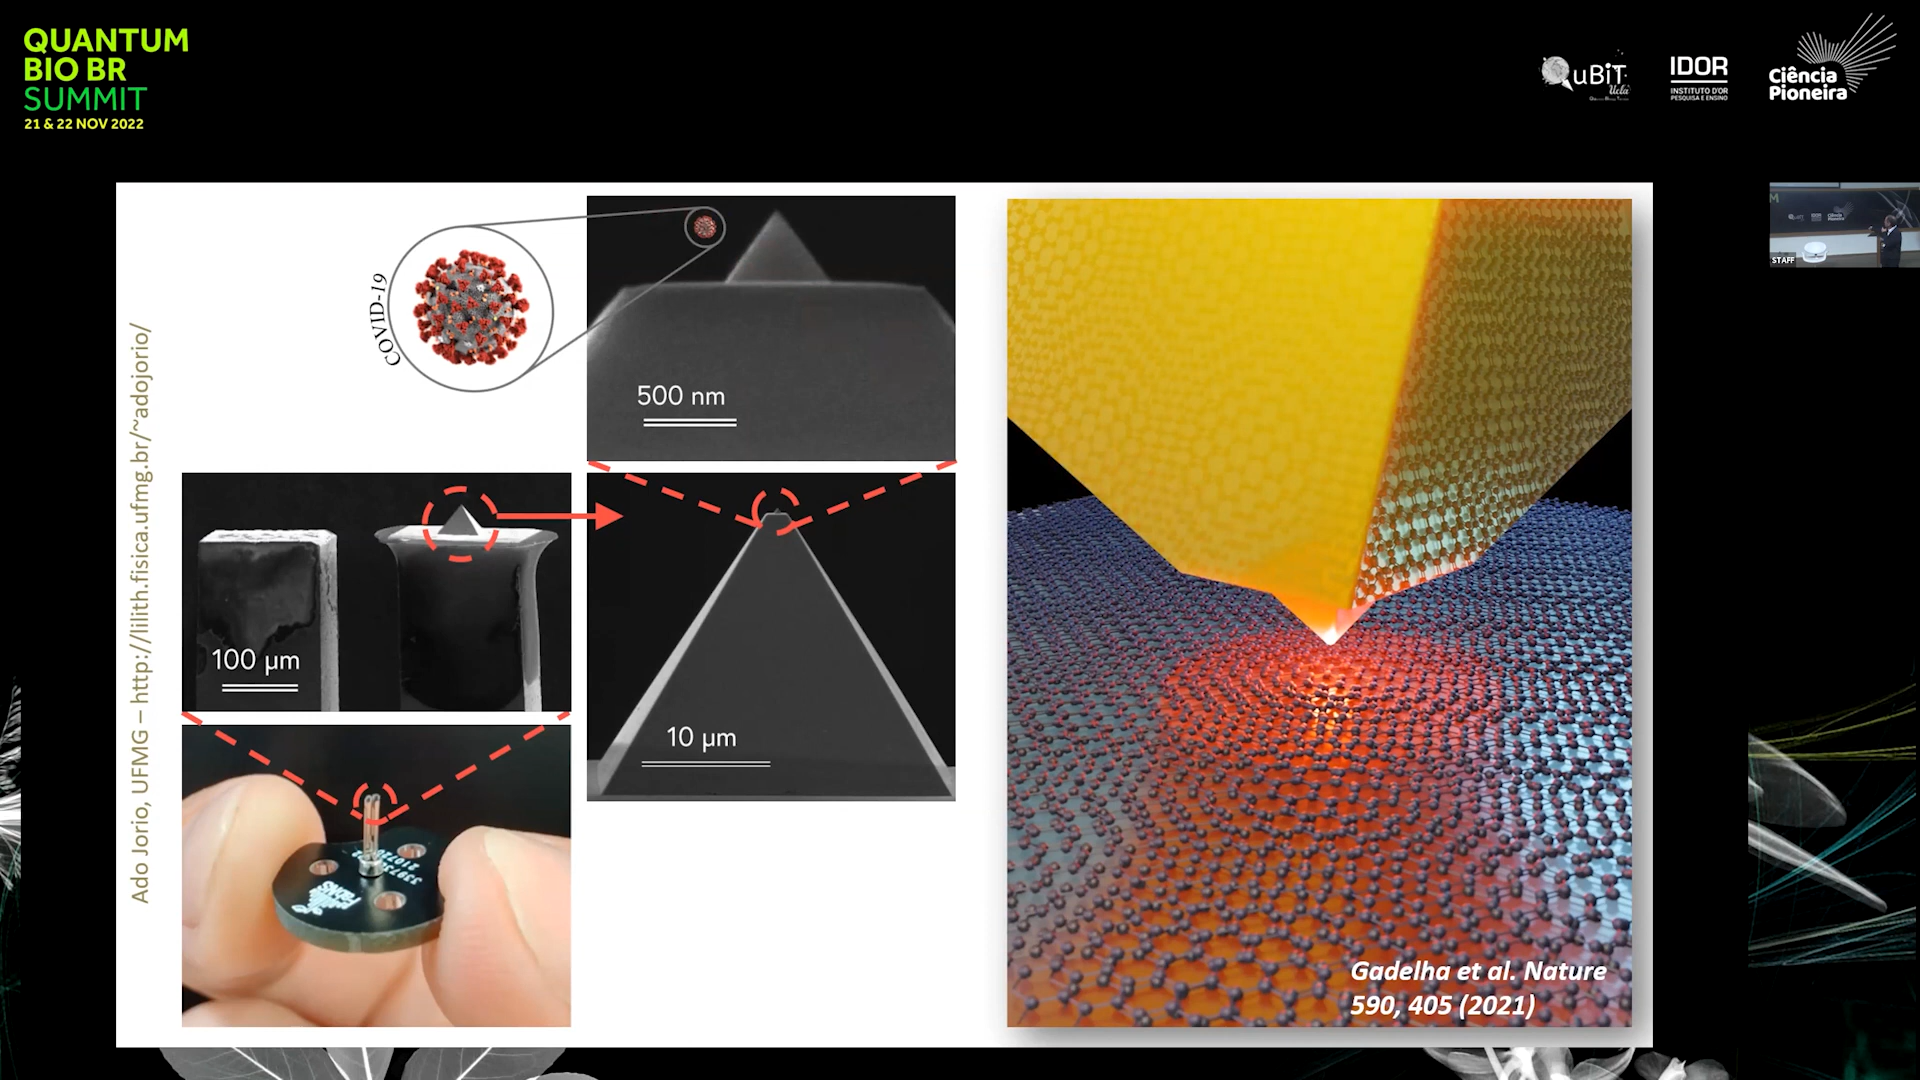 QUANTUM
BIO BR
SUMMIT
21 & 22 NOV 2022
QuBiT
Ucla
IDOR
INSTITUTO D'OR
PESQUISA E ENSINO
Ciência
Pioneira
STAFF
Ado Jorio, UFMG – http://lilith.fisica.ufmg.br/~adojorio/
COVID-19
500 nm
100 µm
10 µm
Gadelha et al. Nature
590, 405 (2021)